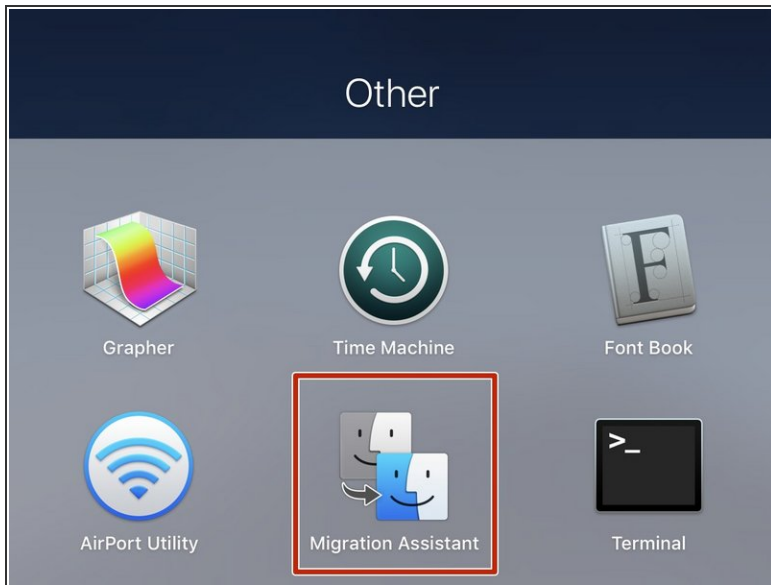 Other
Grapher
Time Machine
Font Book
AirPort Utility
Migration Assistant
>_
Terminal
F